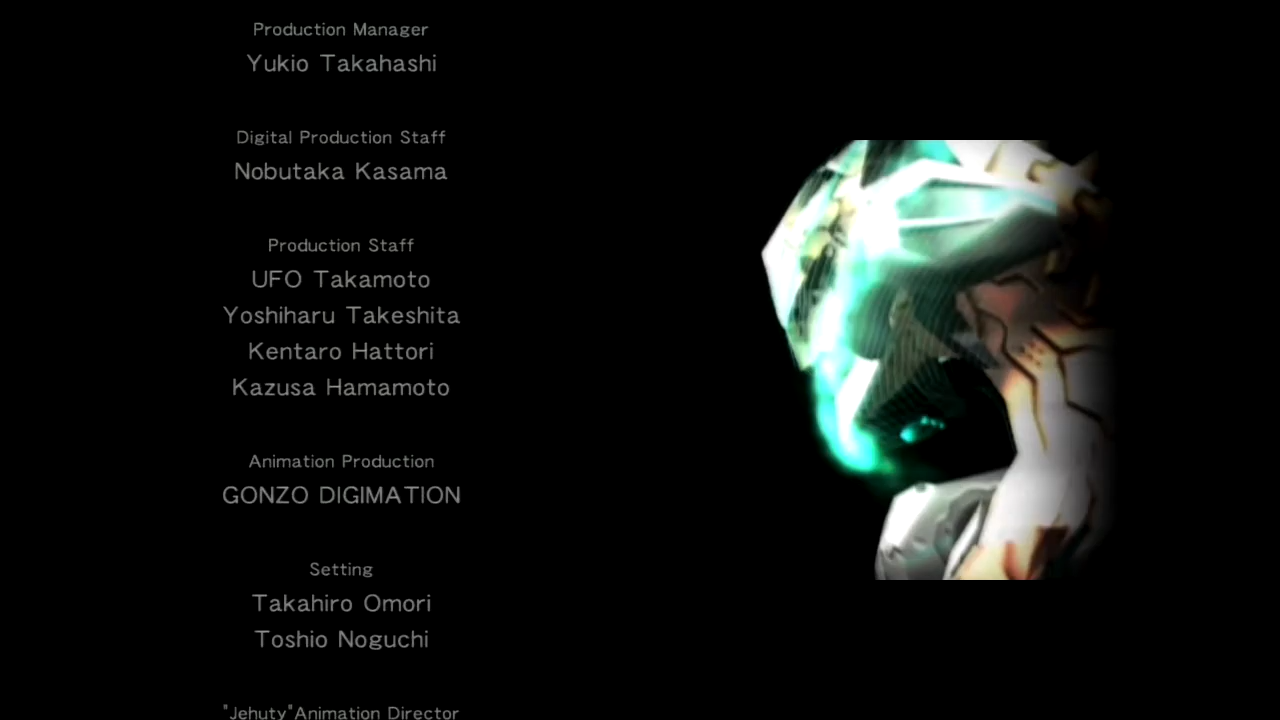 Production Manager
Yukio Takahashi
Digital Production Staff
Nobutaka Kasama
Production Staff
UFO Takamoto
Yoshiharu Takeshita
Kentaro Hattori
Kazusa Hamamoto
Animation Production
GONZO DIGIMATION
Setting
Takahiro Omori
Toshio Noguchi
"Jehuty"Animation Director